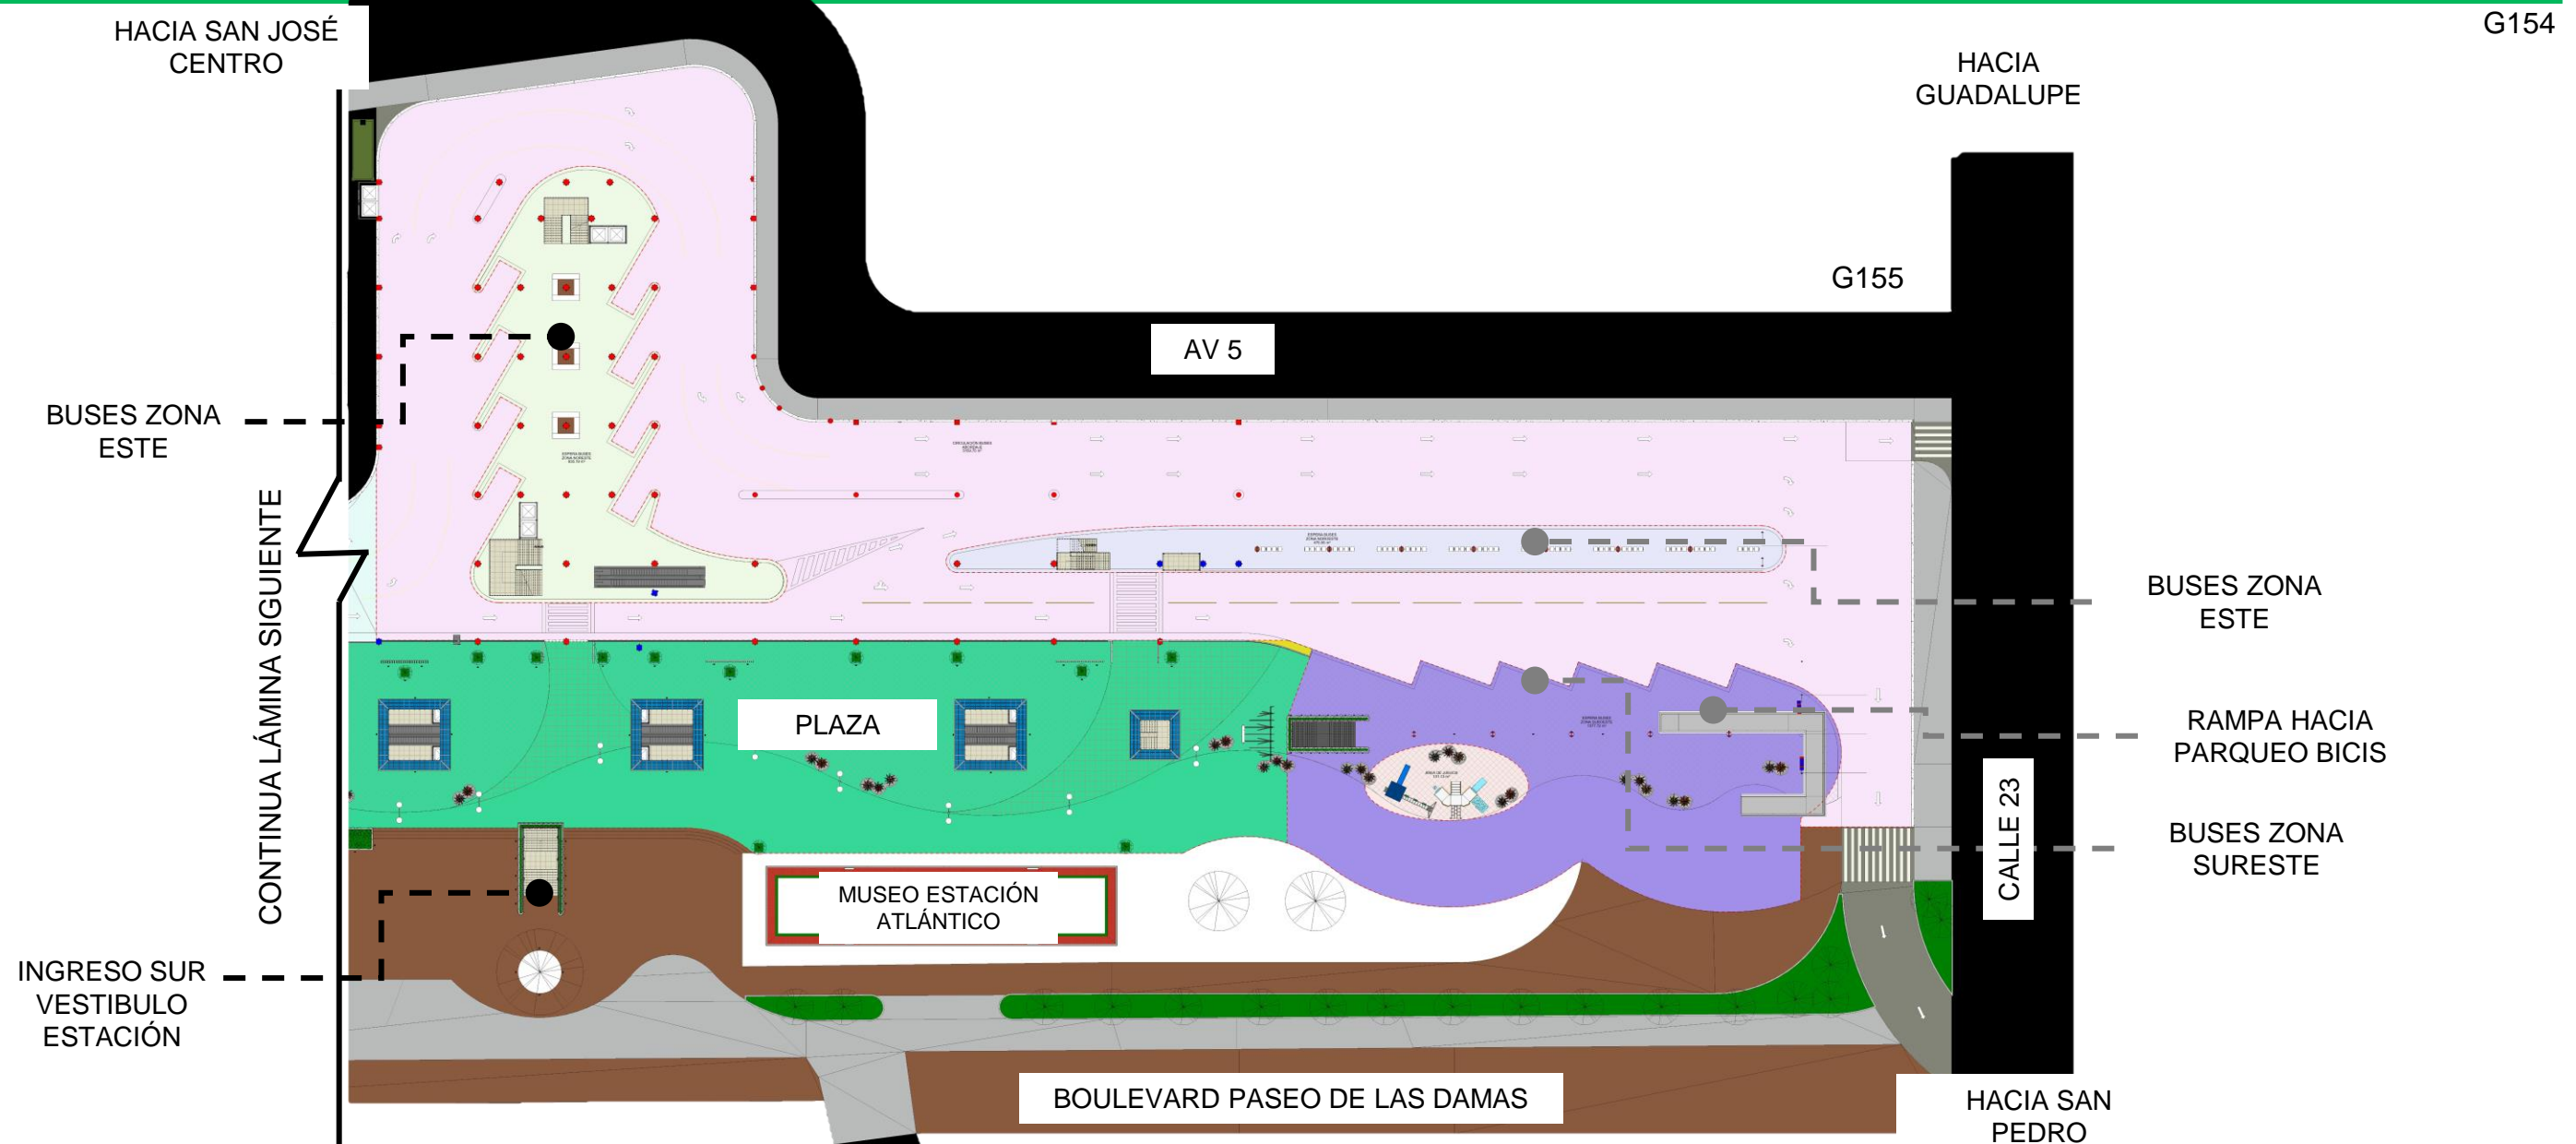 HACIA SAN JOSÉ
CENTRO
G154
HACIA
GUADALUPE
G155
AV 5
BUSES ZONA
ESTE
CONTINUA LÁMINA SIGUIENTE
BUSES ZONA
ESTE
PLAZA
RAMPA HACIA
PARQUEO BICIS
CALLE 23
BUSES ZONA
SURESTE
MUSEO ESTACIÓN
ATLÁNTICO
INGRESO SUR
VESTIBULO
ESTACIÓN
BOULEVARD PASEO DE LAS DAMAS
HACIA SAN
PEDRO